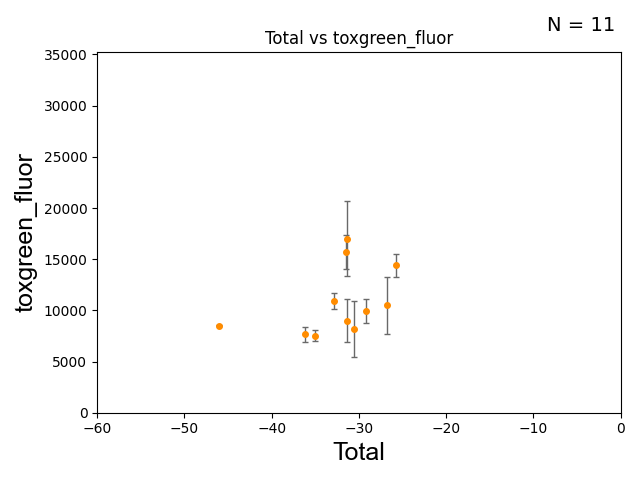 N = 11
Total vs toxgreen_fluor
35000
30000
25000
20000
15000
10000
5000
0
toxgreen_fluor
−60 −50 −40 −30 −20 −10 0
Total